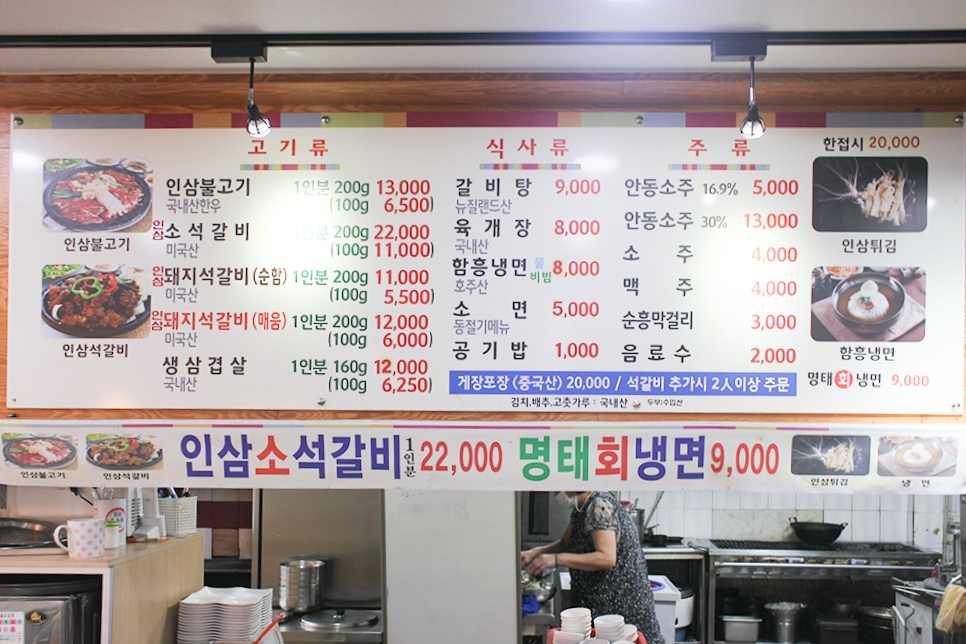 고기류
인삼불고기 1인분 200g 13,000
국내산한우 (100g 6,500)
인삼 소석갈비 1인분 200g 22,000
미국산 (100g 11,000)
인삼 돼지석갈비(순함) 1인분 200g 11,000
미국산 (100g 5,500)
인삼 돼지석갈비(매움) 1인분 200g 12,000
미국산 (100g 6,000)
생삼겹살 1인분 160g 12,000
국내산 (100g 6,250)
인삼불고기
인삼석갈비
식사류
갈비탕 9,000
뉴질랜드산
육개장 8,000
국내산
함흥냉면 물 비빔 8,000
호주산
소면 5,000
동절기메뉴
공기밥 1,000
주류
안동소주 16.9% 5,000
안동소주 30% 13,000
소주 4,000
맥주 4,000
순흥막걸리 3,000
음료수 2,000
게장포장 (중국산) 20,000 / 석갈비 추가시 2人이상 주문
김치.배추.고춧가루 : 국내산 두부:수입산
한접시 20,000
인삼튀김
함흥냉면
명태회냉면 9,000
인삼불고기
인삼석갈비
인삼소석갈비 1인분 22,000 명태회냉면 9,000
인삼튀김
냉면